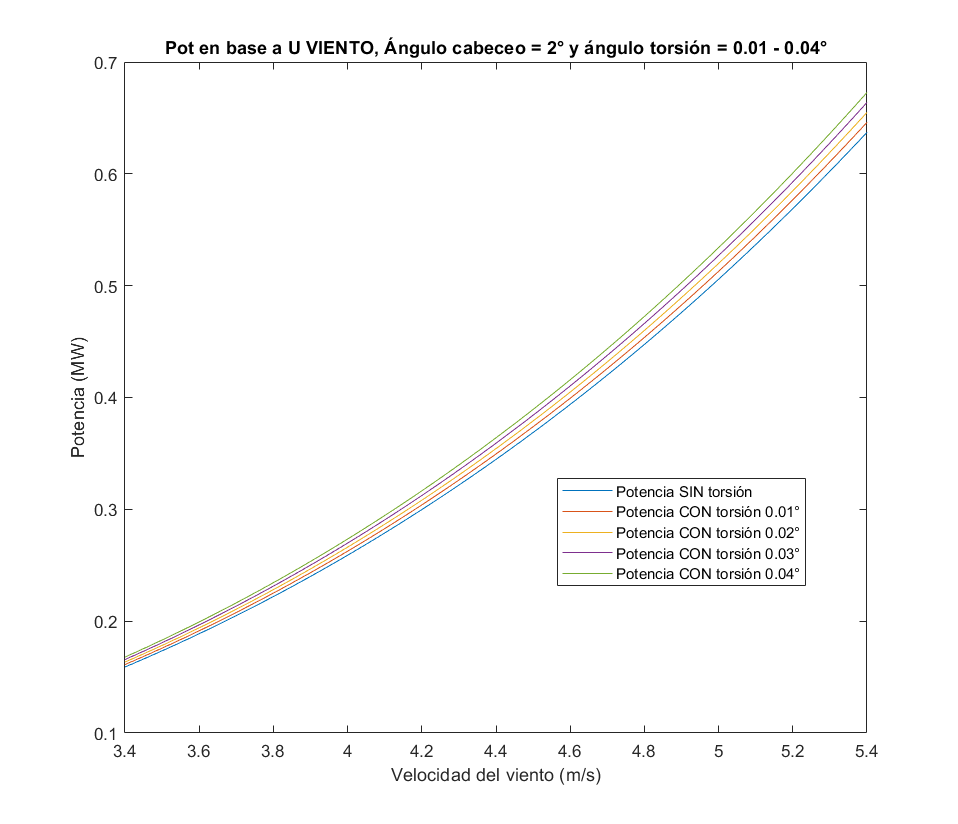 Pot en base a U VIENTO, Ángulo cabeceo = 2° y ángulo torsión = 0.01 - 0.04°
0.7
0.6
0.5
0.4
0.3
0.2
0.1
Potencia (MW)
Potencia SIN torsión
Potencia CON torsión 0.01°
Potencia CON torsión 0.02°
Potencia CON torsión 0.03°
Potencia CON torsión 0.04°
3.4 3.6 3.8 4 4.2 4.4 4.6 4.8 5 5.2 5.4
Velocidad del viento (m/s)